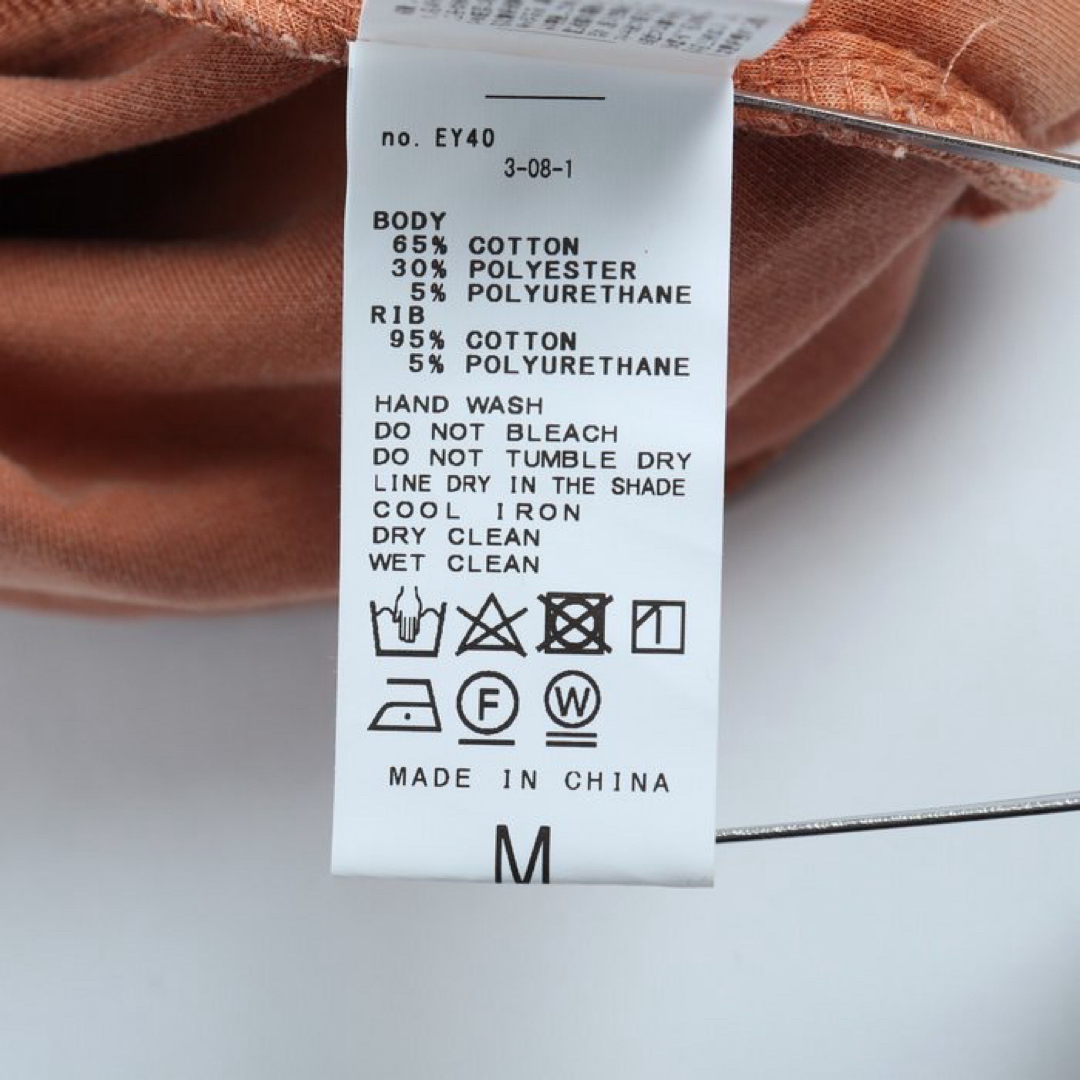 no. EY40
3-08-1
BODY
65% COTTON
30% POLYESTER
5% POLYURETHANE
RIB
95% COTTON
5% POLYURETHANE
HAND WASH
DO NOT BLEACH
DO NOT TUMBLE DRY
LINE DRY IN THE SHADE
COOL IRON
DRY CLEAN
WET CLEAN
F W
MADE IN CHINA
M